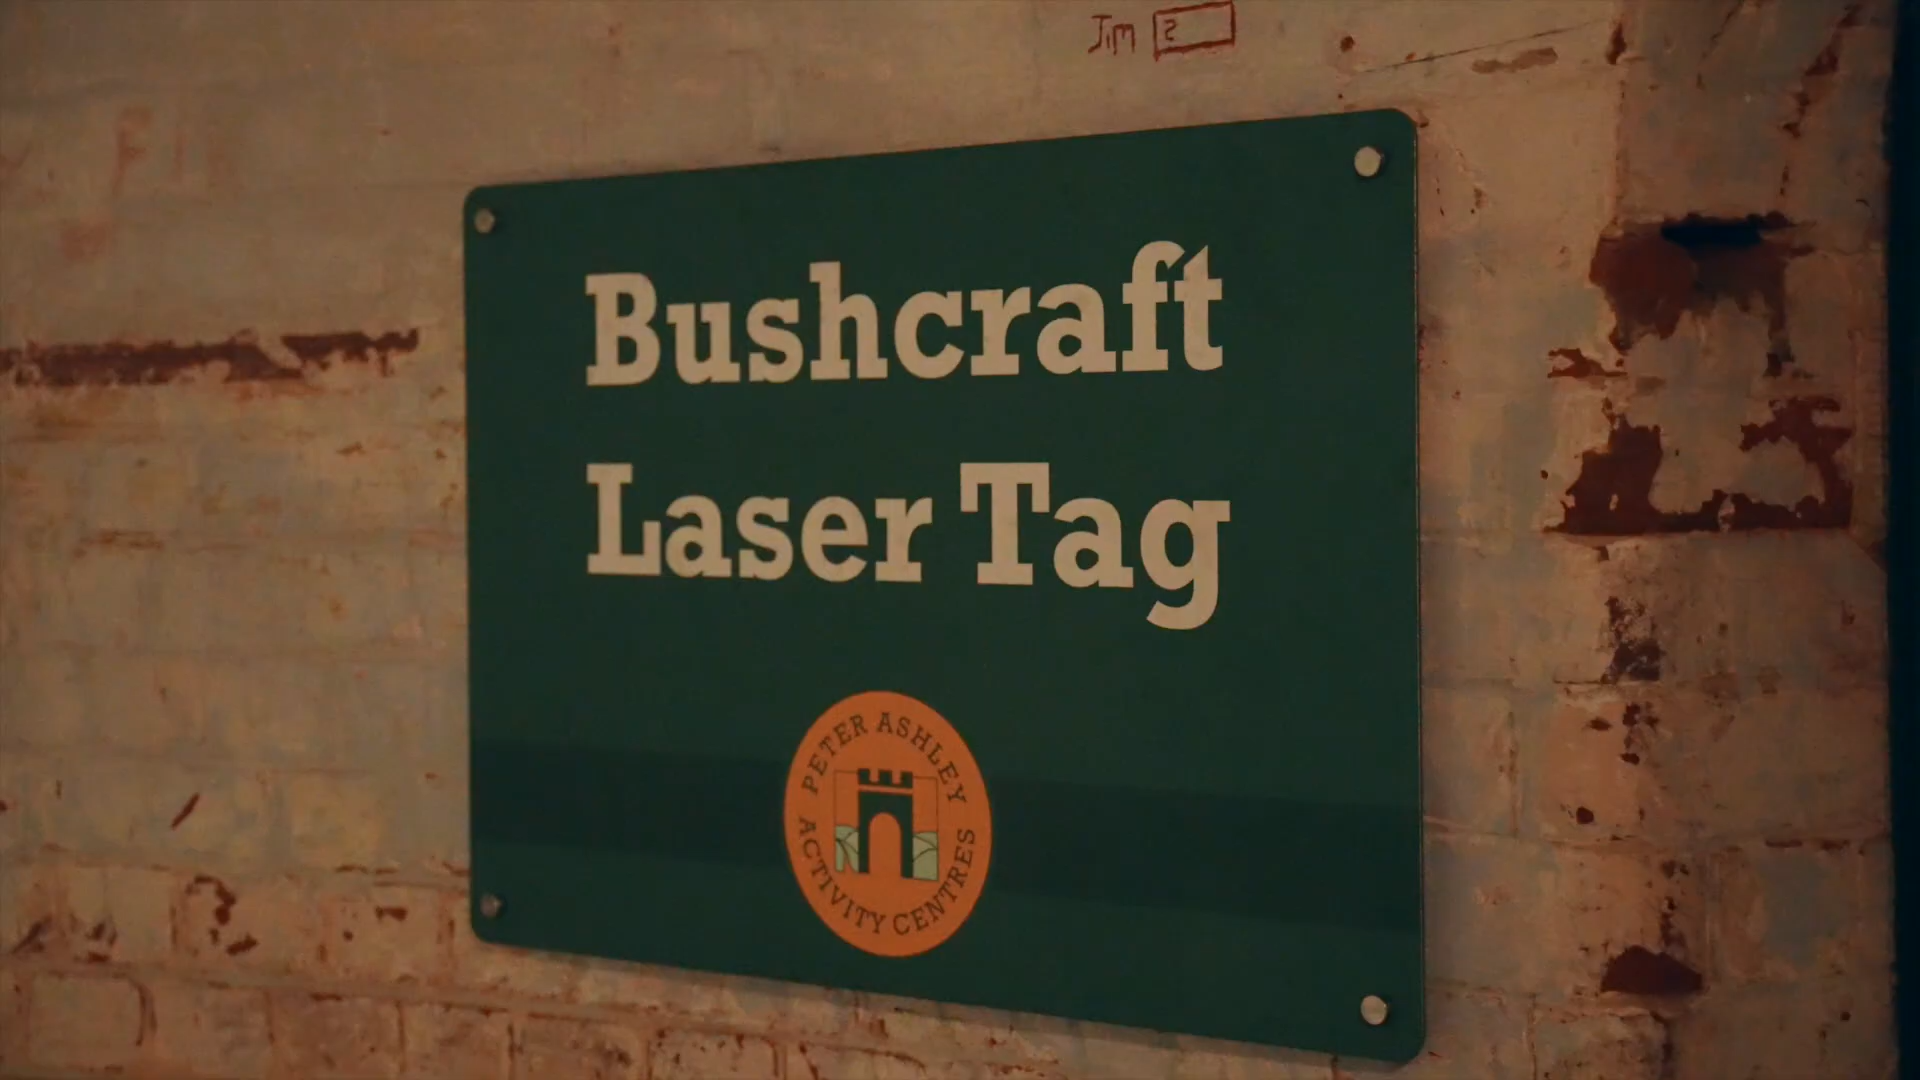 Jim 2
Bushcraft
Laser Tag
PETER ASHLEY
ACTIVITY CENTRES